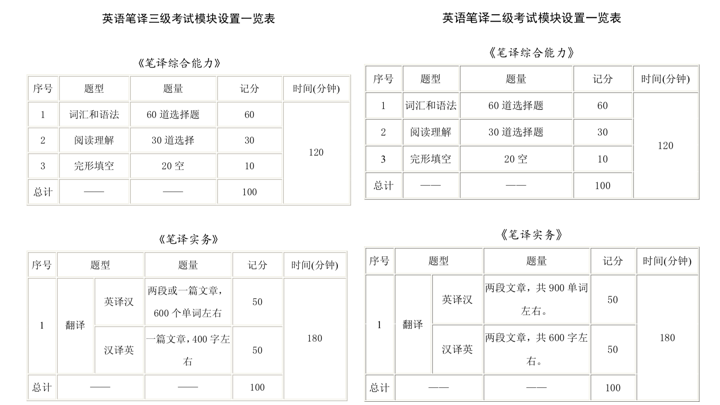 英语笔译三级考试模块设置一览表
《笔译综合能力》
序号 题型 题量 记分 时间(分钟)
1 词汇和语法 60 道选择题 60
2 阅读理解 30 道选择 30
120
3 完形填空 20 空 10
总计 —— —— 100
《笔译实务》
序号 题型 题量 记分 时间(分钟)
1 翻译 英译汉 两段或一篇文章，
600 个单词左右 50
180
汉译英 一篇文章，400 字左
右 50
总计 —— —— 100
英语笔译二级考试模块设置一览表
《笔译综合能力》
序号 题型 题量 记分 时间(分钟)
1 词汇和语法 60 道选择题 60
2 阅读理解 30 道选择题 30
120
3 完形填空 20 空 10
总计 —— —— 100
《笔译实务》
序号 题型 题量 记分 时间(分钟)
1 翻译 英译汉 两段文章，共 900 单词
左右。 50
180
汉译英 两段文章，共 600 字左
右。 50
总计 —— —— 100